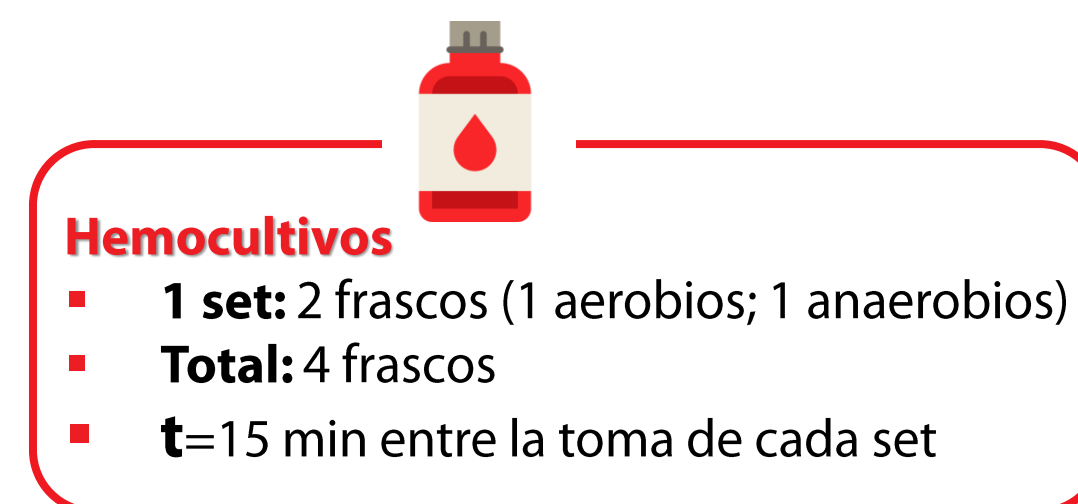 Hemocultivos
▪ 1 set: 2 frascos (1 aerobios; 1 anaerobios)
▪ Total: 4 frascos
▪ t=15 min entre la toma de cada set